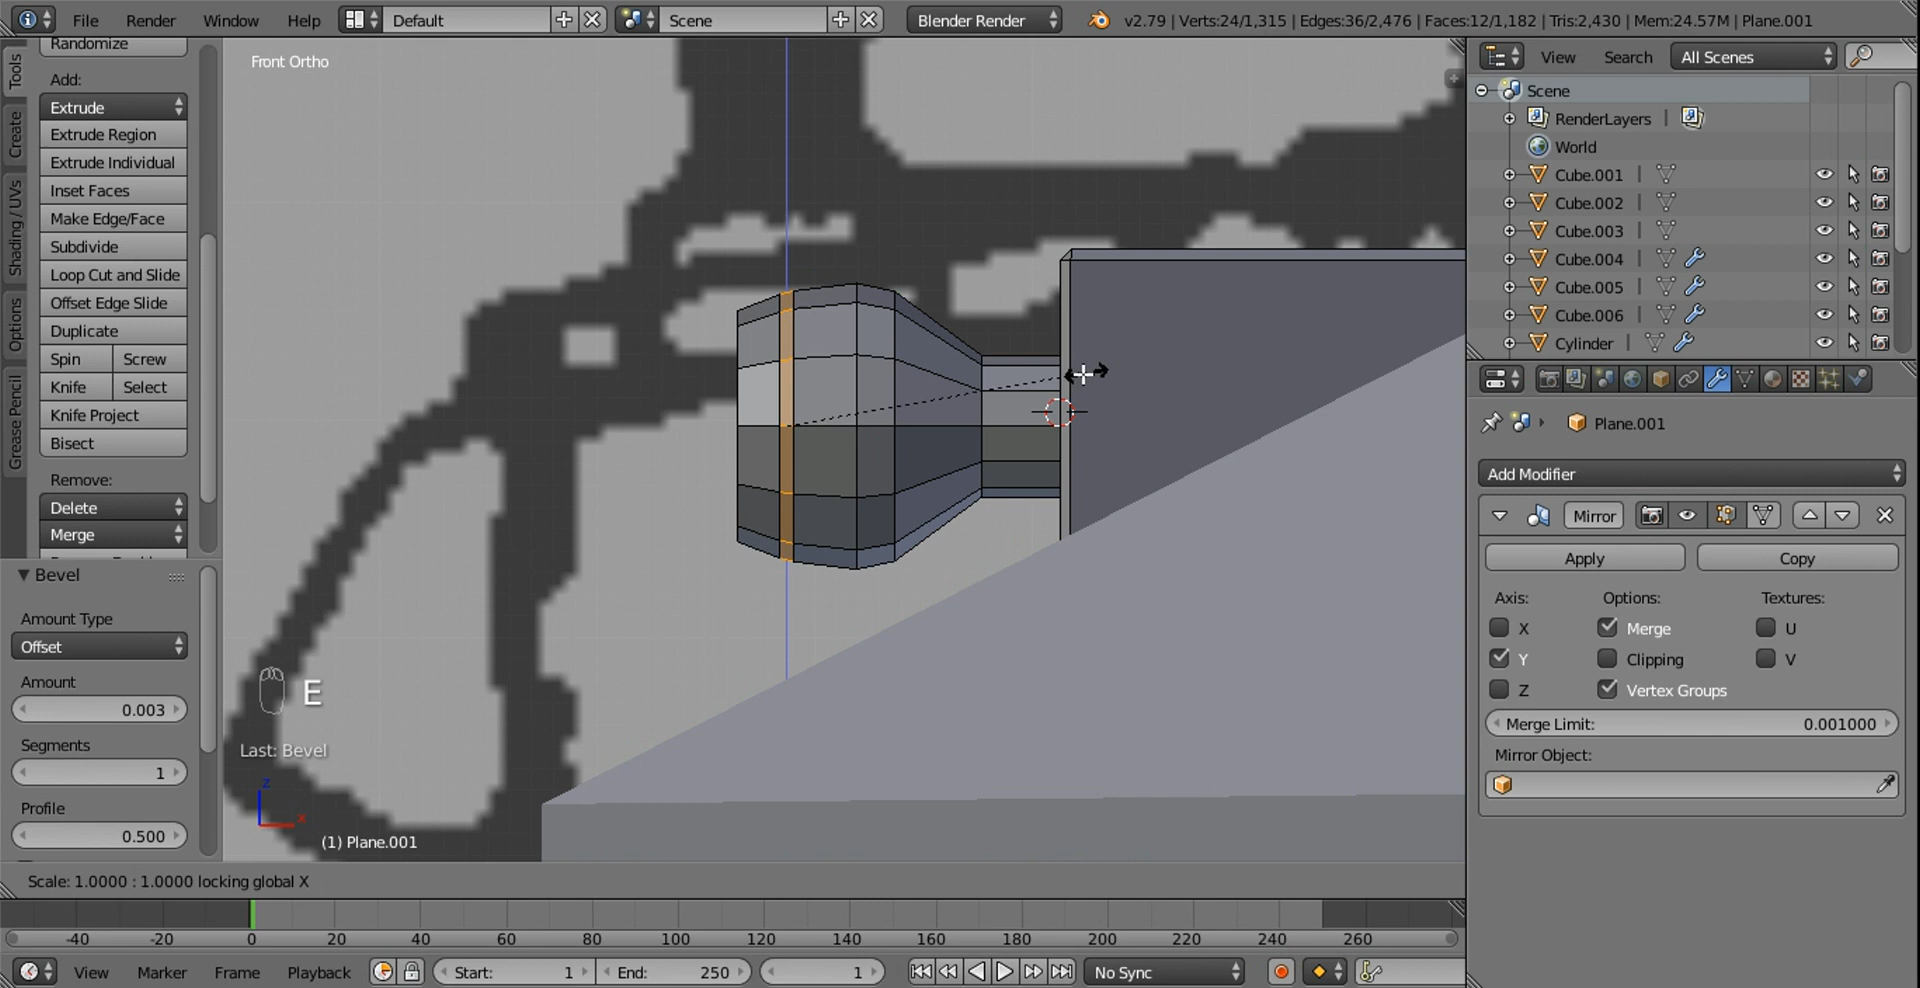 File Render Window Help Default Scene Blender Render v2.79 | Verts:24/1,315 | Edges:36/2,476 | Faces:12/1,182 | Tris:2,430 | Mem:24.57M | Plane.001
Tools
Create
Shading / UVs
Options
Grease Pencil
Randomize
Add:
Extrude
Extrude Region
Extrude Individual
Inset Faces
Make Edge/Face
Subdivide
Loop Cut and Slide
Offset Edge Slide
Duplicate
Spin Screw
Knife Select
Knife Project
Bisect
Remove:
Delete
Merge
Bevel
Amount Type
Offset
Amount
0.003
Segments
1
Profile
0.500
Front Ortho
E
Last: Bevel
z
x
(1) Plane.001
Scale: 1.0000 : 1.0000 locking global X
View Search All Scenes
Scene
RenderLayers |
World
Cube.001 |
Cube.002 |
Cube.003 |
Cube.004 |
Cube.005 |
Cube.006 |
Cylinder |
Plane.001
Add Modifier
Mirror
Apply Copy
Axis: Options: Textures:
X Merge U
Y Clipping V
Z Vertex Groups
Merge Limit: 0.001000
Mirror Object:
-40 -20 0 20 40 60 80 100 120 140 160 180 200 220 240 260
View Marker Frame Playback Start: 1 End: 250 1 No Sync